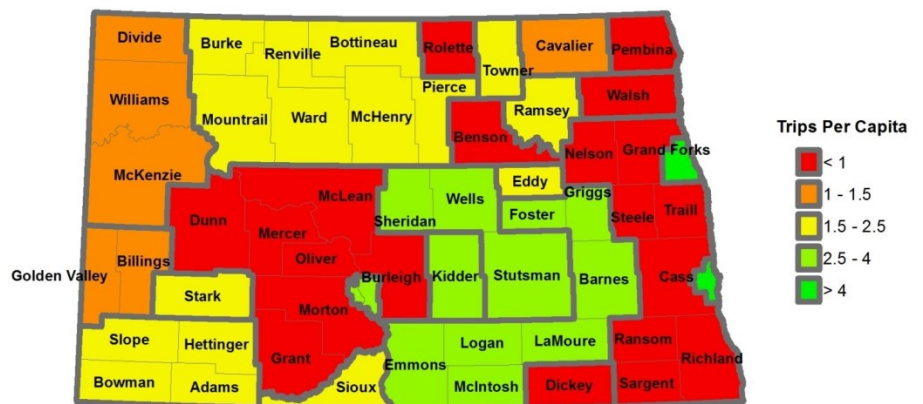 Divide
Burke
Renville
Bottineau
Rolette
Towner
Cavalier
Pembina
Williams
Mountrail
Ward
McHenry
Pierce
Benson
Ramsey
Walsh
McKenzie
Nelson
Grand Forks
Dunn
McLean
Mercer
Oliver
Sheridan
Wells
Eddy
Foster
Griggs
Steele
Traill
Golden Valley
Billings
Stark
Morton
Burleigh
Kidder
Stutsman
Barnes
Cass
Slope
Hettinger
Grant
Bowman
Adams
Sioux
Emmons
Logan
LaMoure
McIntosh
Dickey
Ransom
Sargent
Richland
Trips Per Capita
< 1
1 - 1.5
1.5 - 2.5
2.5 - 4
> 4